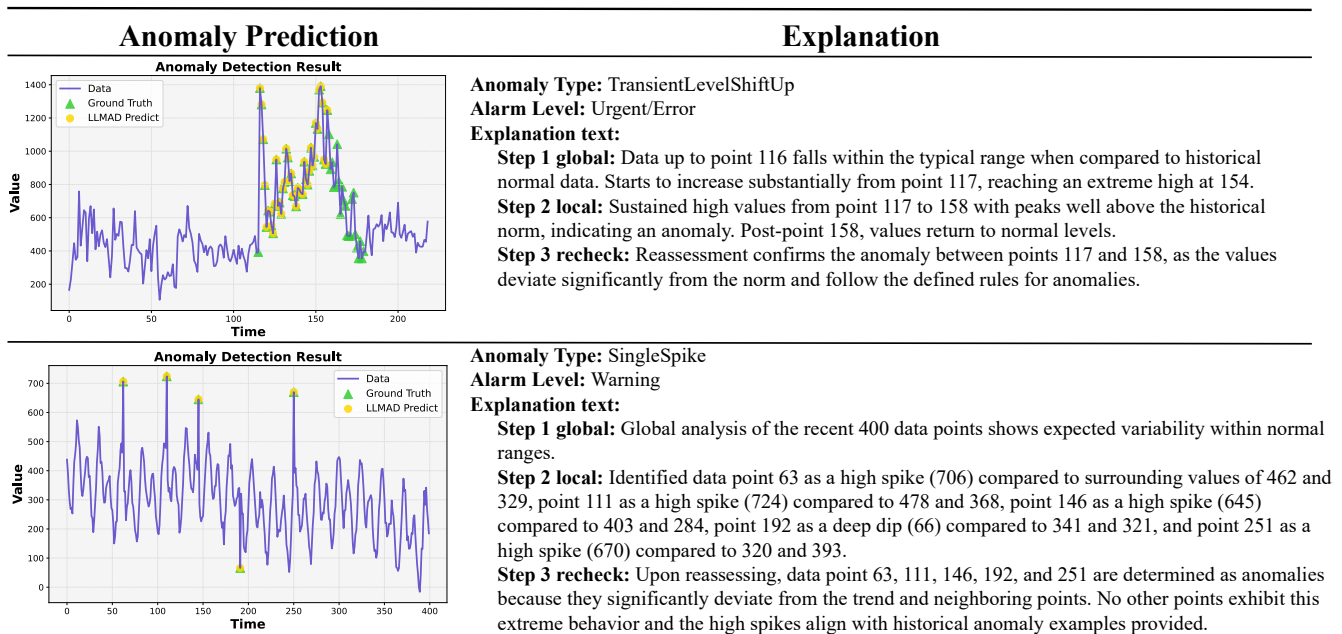 Anomaly Prediction
Explanation
Anomaly Detection Result
Data
Ground Truth
LLMAD Predict
1400
1200
1000
800
600
400
200
Value
0
50
100
150
200
Time
Anomaly Type: TransientLevelShiftUp
Alarm Level: Urgent/Error
Explanation text:
Step 1 global: Data up to point 116 falls within the typical range when compared to historical
normal data. Starts to increase substantially from point 117, reaching an extreme high at 154.
Step 2 local: Sustained high values from point 117 to 158 with peaks well above the historical
norm, indicating an anomaly. Post-point 158, values return to normal levels.
Step 3 recheck: Reassessment confirms the anomaly between points 117 and 158, as the values
deviate significantly from the norm and follow the defined rules for anomalies.
Anomaly Detection Result
Data
Ground Truth
LLMAD Predict
700
600
500
400
300
200
100
0
Value
0
50
100
150
200
250
300
350
400
Time
Anomaly Type: SingleSpike
Alarm Level: Warning
Explanation text:
Step 1 global: Global analysis of the recent 400 data points shows expected variability within normal
ranges.
Step 2 local: Identified data point 63 as a high spike (706) compared to surrounding values of 462 and
329, point 111 as a high spike (724) compared to 478 and 368, point 146 as a high spike (645)
compared to 403 and 284, point 192 as a deep dip (66) compared to 341 and 321, and point 251 as a
high spike (670) compared to 320 and 393.
Step 3 recheck: Upon reassessing, data point 63, 111, 146, 192, and 251 are determined as anomalies
because they significantly deviate from the trend and neighboring points. No other points exhibit this
extreme behavior and the high spikes align with historical anomaly examples provided.